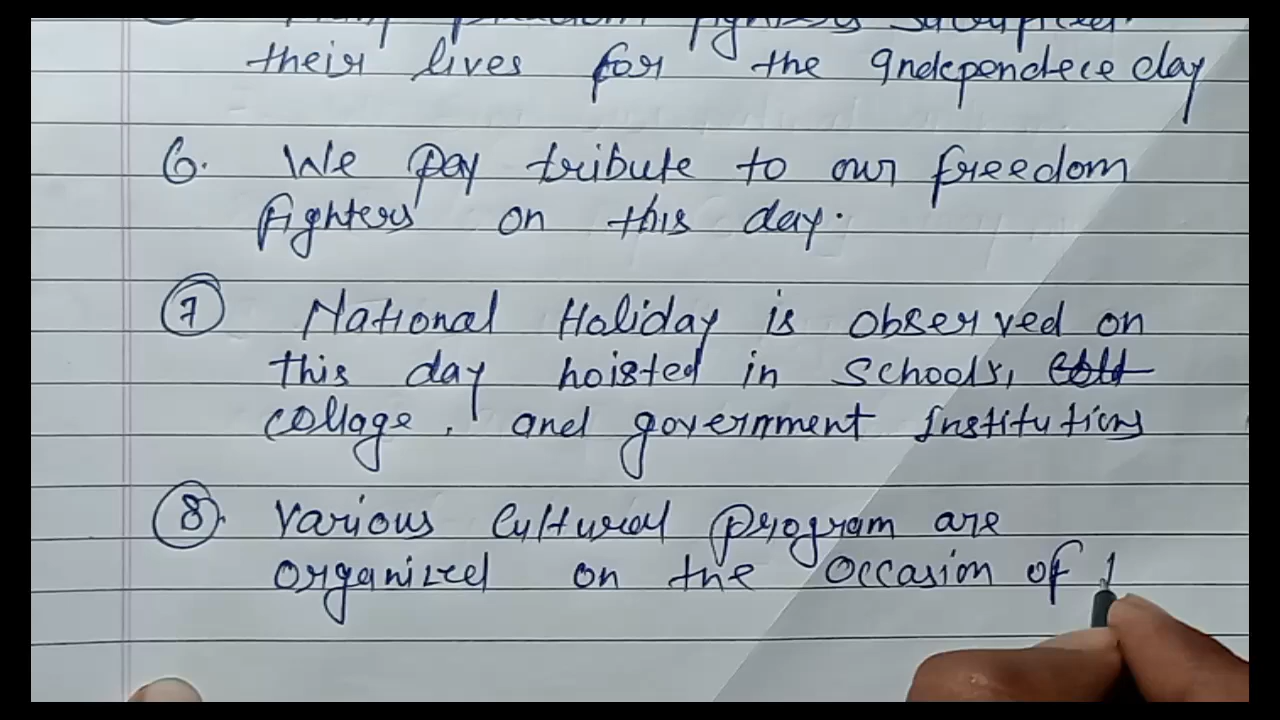 their lives for the Independece day
6. We pay tribute to our freedom
fighters on this day.
7 National Holiday is observed on
this day hoisted in Schools,
collage, and government institutions
8. Various Cultural program are
organized on the occasion of 1